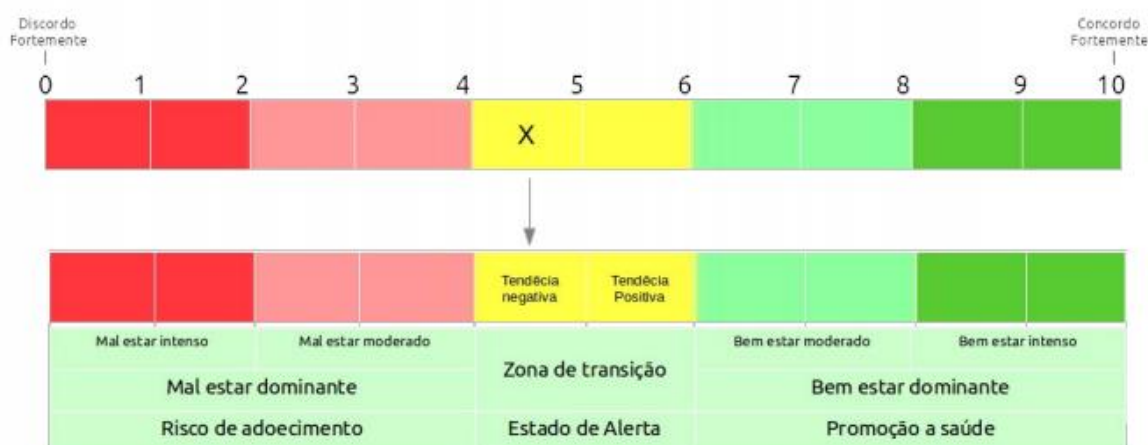 Discordo
Fortemente
Concordo
Fortemente
0 1 2 3 4 5 6 7 8 9 10
X
Tendêcia
negativa
Tendêcia
Positiva
Mal estar intenso
Mal estar moderado
Zona de transição
Bem estar moderado
Bem estar intenso
Mal estar dominante
Bem estar dominante
Risco de adoecimento
Estado de Alerta
Promoção a saúde